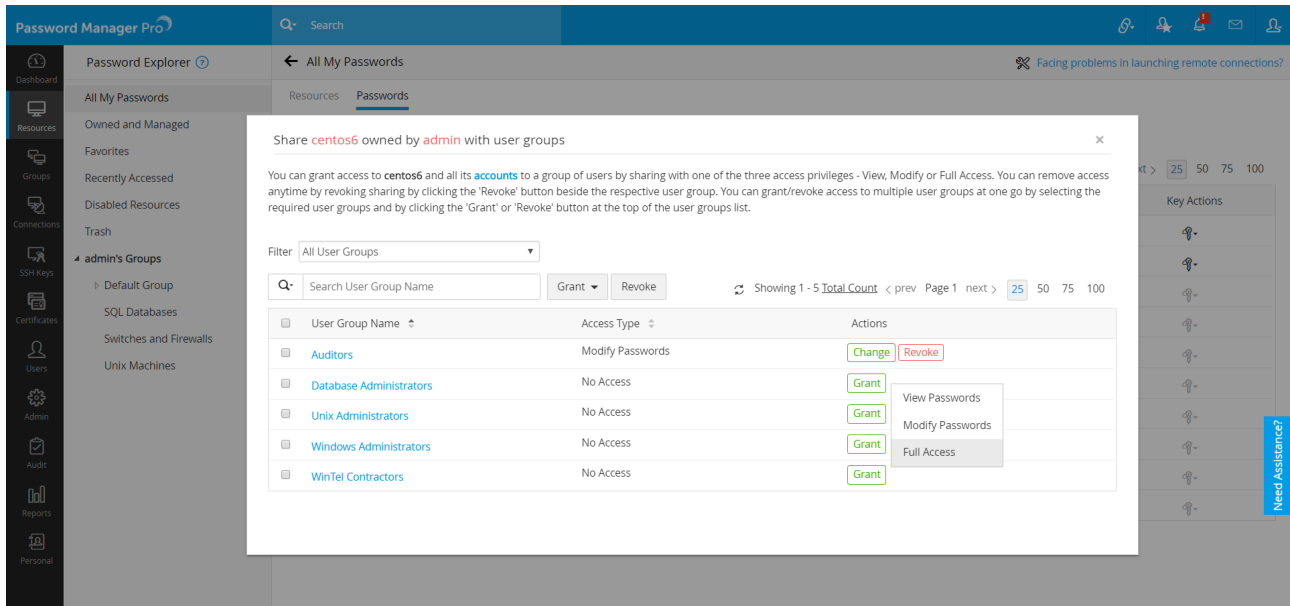 Password Manager Pro
Search
Dashboard
Resources
Groups
Connections
SSH Keys
Certificates
Users
Admin
Audit
Reports
Personal
Password Explorer ?
All My Passwords
Owned and Managed
Favorites
Recently Accessed
Disabled Resources
Trash
admin's Groups
Default Group
SQL Databases
Switches and Firewalls
Unix Machines
← All My Passwords
Facing problems in launching remote connections?
Resources Passwords
25 50 75 100
Key Actions
Share centos6 owned by admin with user groups ×
You can grant access to centos6 and all its accounts to a group of users by sharing with one of the three access privileges - View, Modify or Full Access. You can remove access
anytime by revoking sharing by clicking the 'Revoke' button beside the respective user group. You can grant/revoke access to multiple user groups at one go by selecting the
required user groups and by clicking the 'Grant' or 'Revoke' button at the top of the user groups list.
Filter All User Groups
Search User Group Name Grant Revoke Showing 1 - 5 Total Count < prev Page 1 next > 25 50 75 100
User Group Name Access Type Actions
Auditors Modify Passwords Change Revoke
Database Administrators No Access Grant
Unix Administrators No Access Grant
Windows Administrators No Access Grant
WinTel Contractors No Access Grant
View Passwords
Modify Passwords
Full Access
Need Assistance?